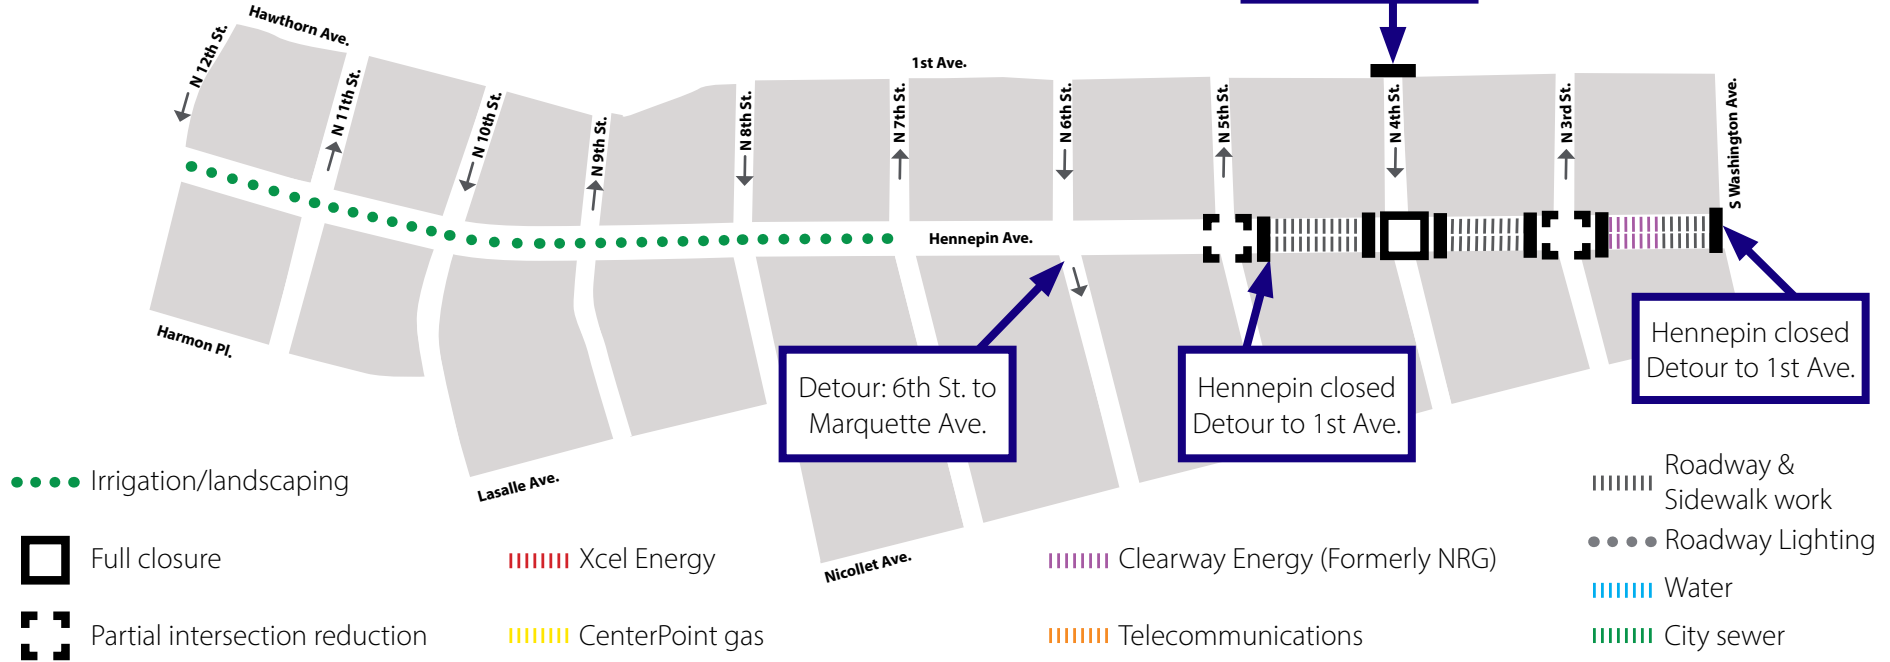 Hawthorn Ave.
N 12th St.
N 11th St.
N 10th St.
N 9th St.
N 8th St.
1st Ave.
N 7th St.
N 6th St.
N 5th St.
N 4th St.
N 3rd St.
S Washington Ave.
Hennepin Ave.
Harmon Pl.
Lasalle Ave.
Nicollet Ave.
Detour: 6th St. to
Marquette Ave.
Hennepin closed
Detour to 1st Ave.
Hennepin closed
Detour to 1st Ave.
Irrigation/landscaping
Full closure
Partial intersection reduction
Xcel Energy
CenterPoint gas
Clearway Energy (Formerly NRG)
Telecommunications
Roadway &
Sidewalk work
Roadway Lighting
Water
City sewer